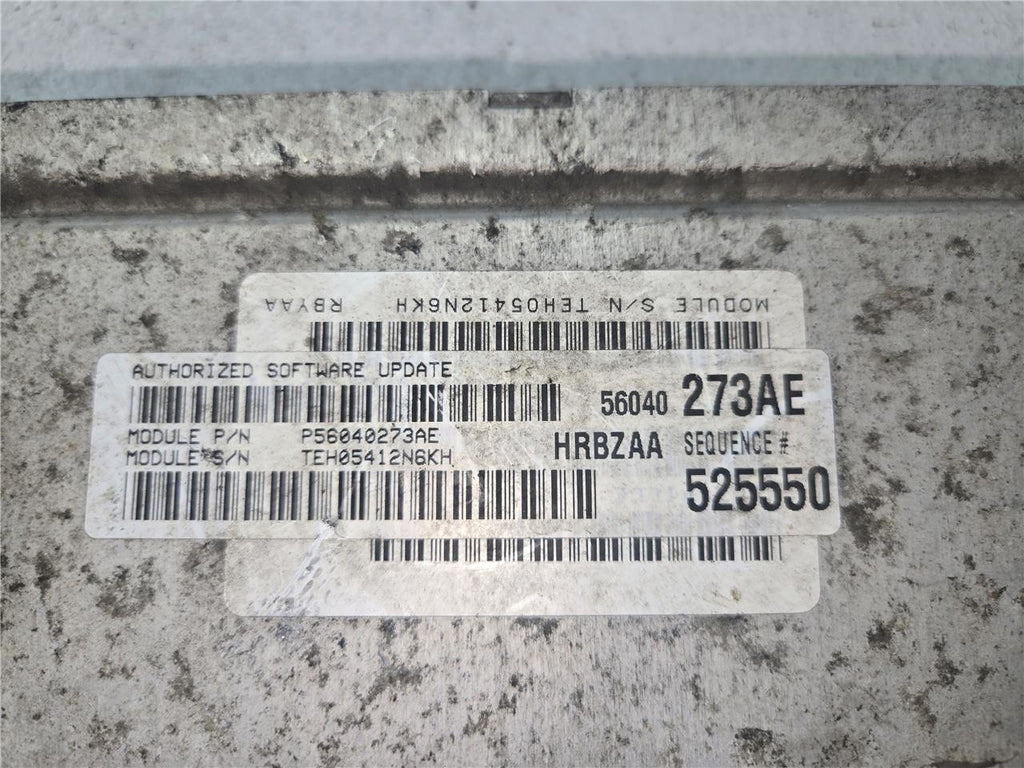 MODULE S/N TEH05412N6KH RBYAA
AUTHORIZED SOFTWARE UPDATE
56040 273AE
MODULE P/N P56040273AE
HRBZAA SEQUENCE #
MODULE S/N TEH05412N6KH
525550